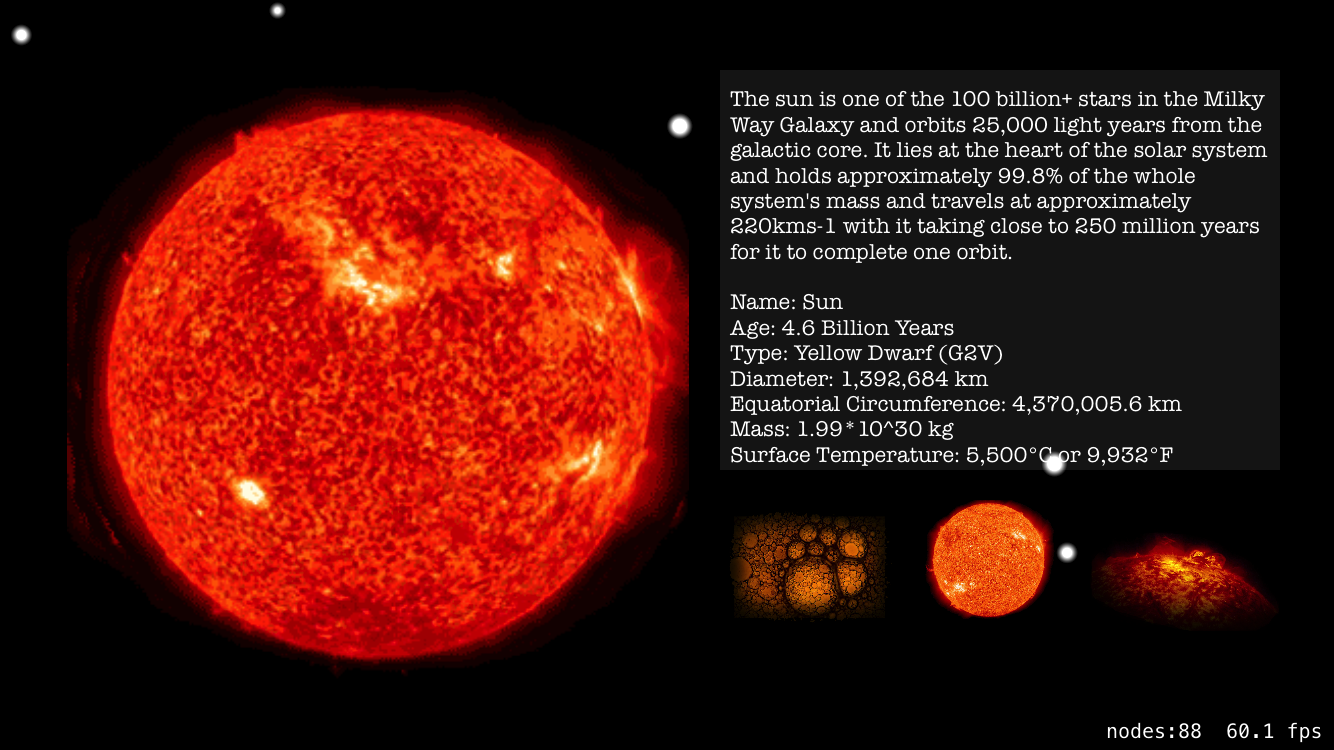 The sun is one of the 100 billion+ stars in the Milky
Way Galaxy and orbits 25,000 light years from the
galactic core. It lies at the heart of the solar system
and holds approximately 99.8% of the whole
system's mass and travels at approximately
220kms-1 with it taking close to 250 million years
for it to complete one orbit.
Name: Sun
Age: 4.6 Billion Years
Type: Yellow Dwarf (G2V)
Diameter: 1,392,684 km
Equatorial Circumference: 4,370,005.6 km
Mass: 1.99*10^30 kg
Surface Temperature: 5,500°C or 9,932°F
nodes:88 60.1 fps